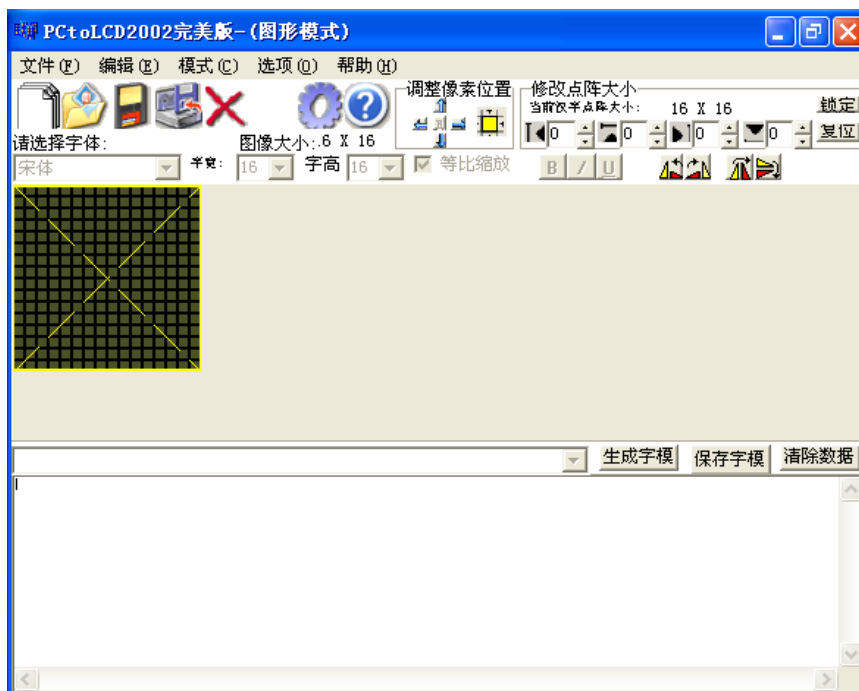 PCtoLCD2002完美版-(图形模式)
文件(F) 编辑(E) 模式(C) 选项(O) 帮助(H)
调整像素位置 修改点阵大小
当前汉字点阵大小: 16 X 16 锁定
0 0 0 0 复位
请选择字体: 图像大小:.6 X 16
宋体 字宽: 16 字高 16 等比缩放 B / U
生成字模 保存字模 清除数据